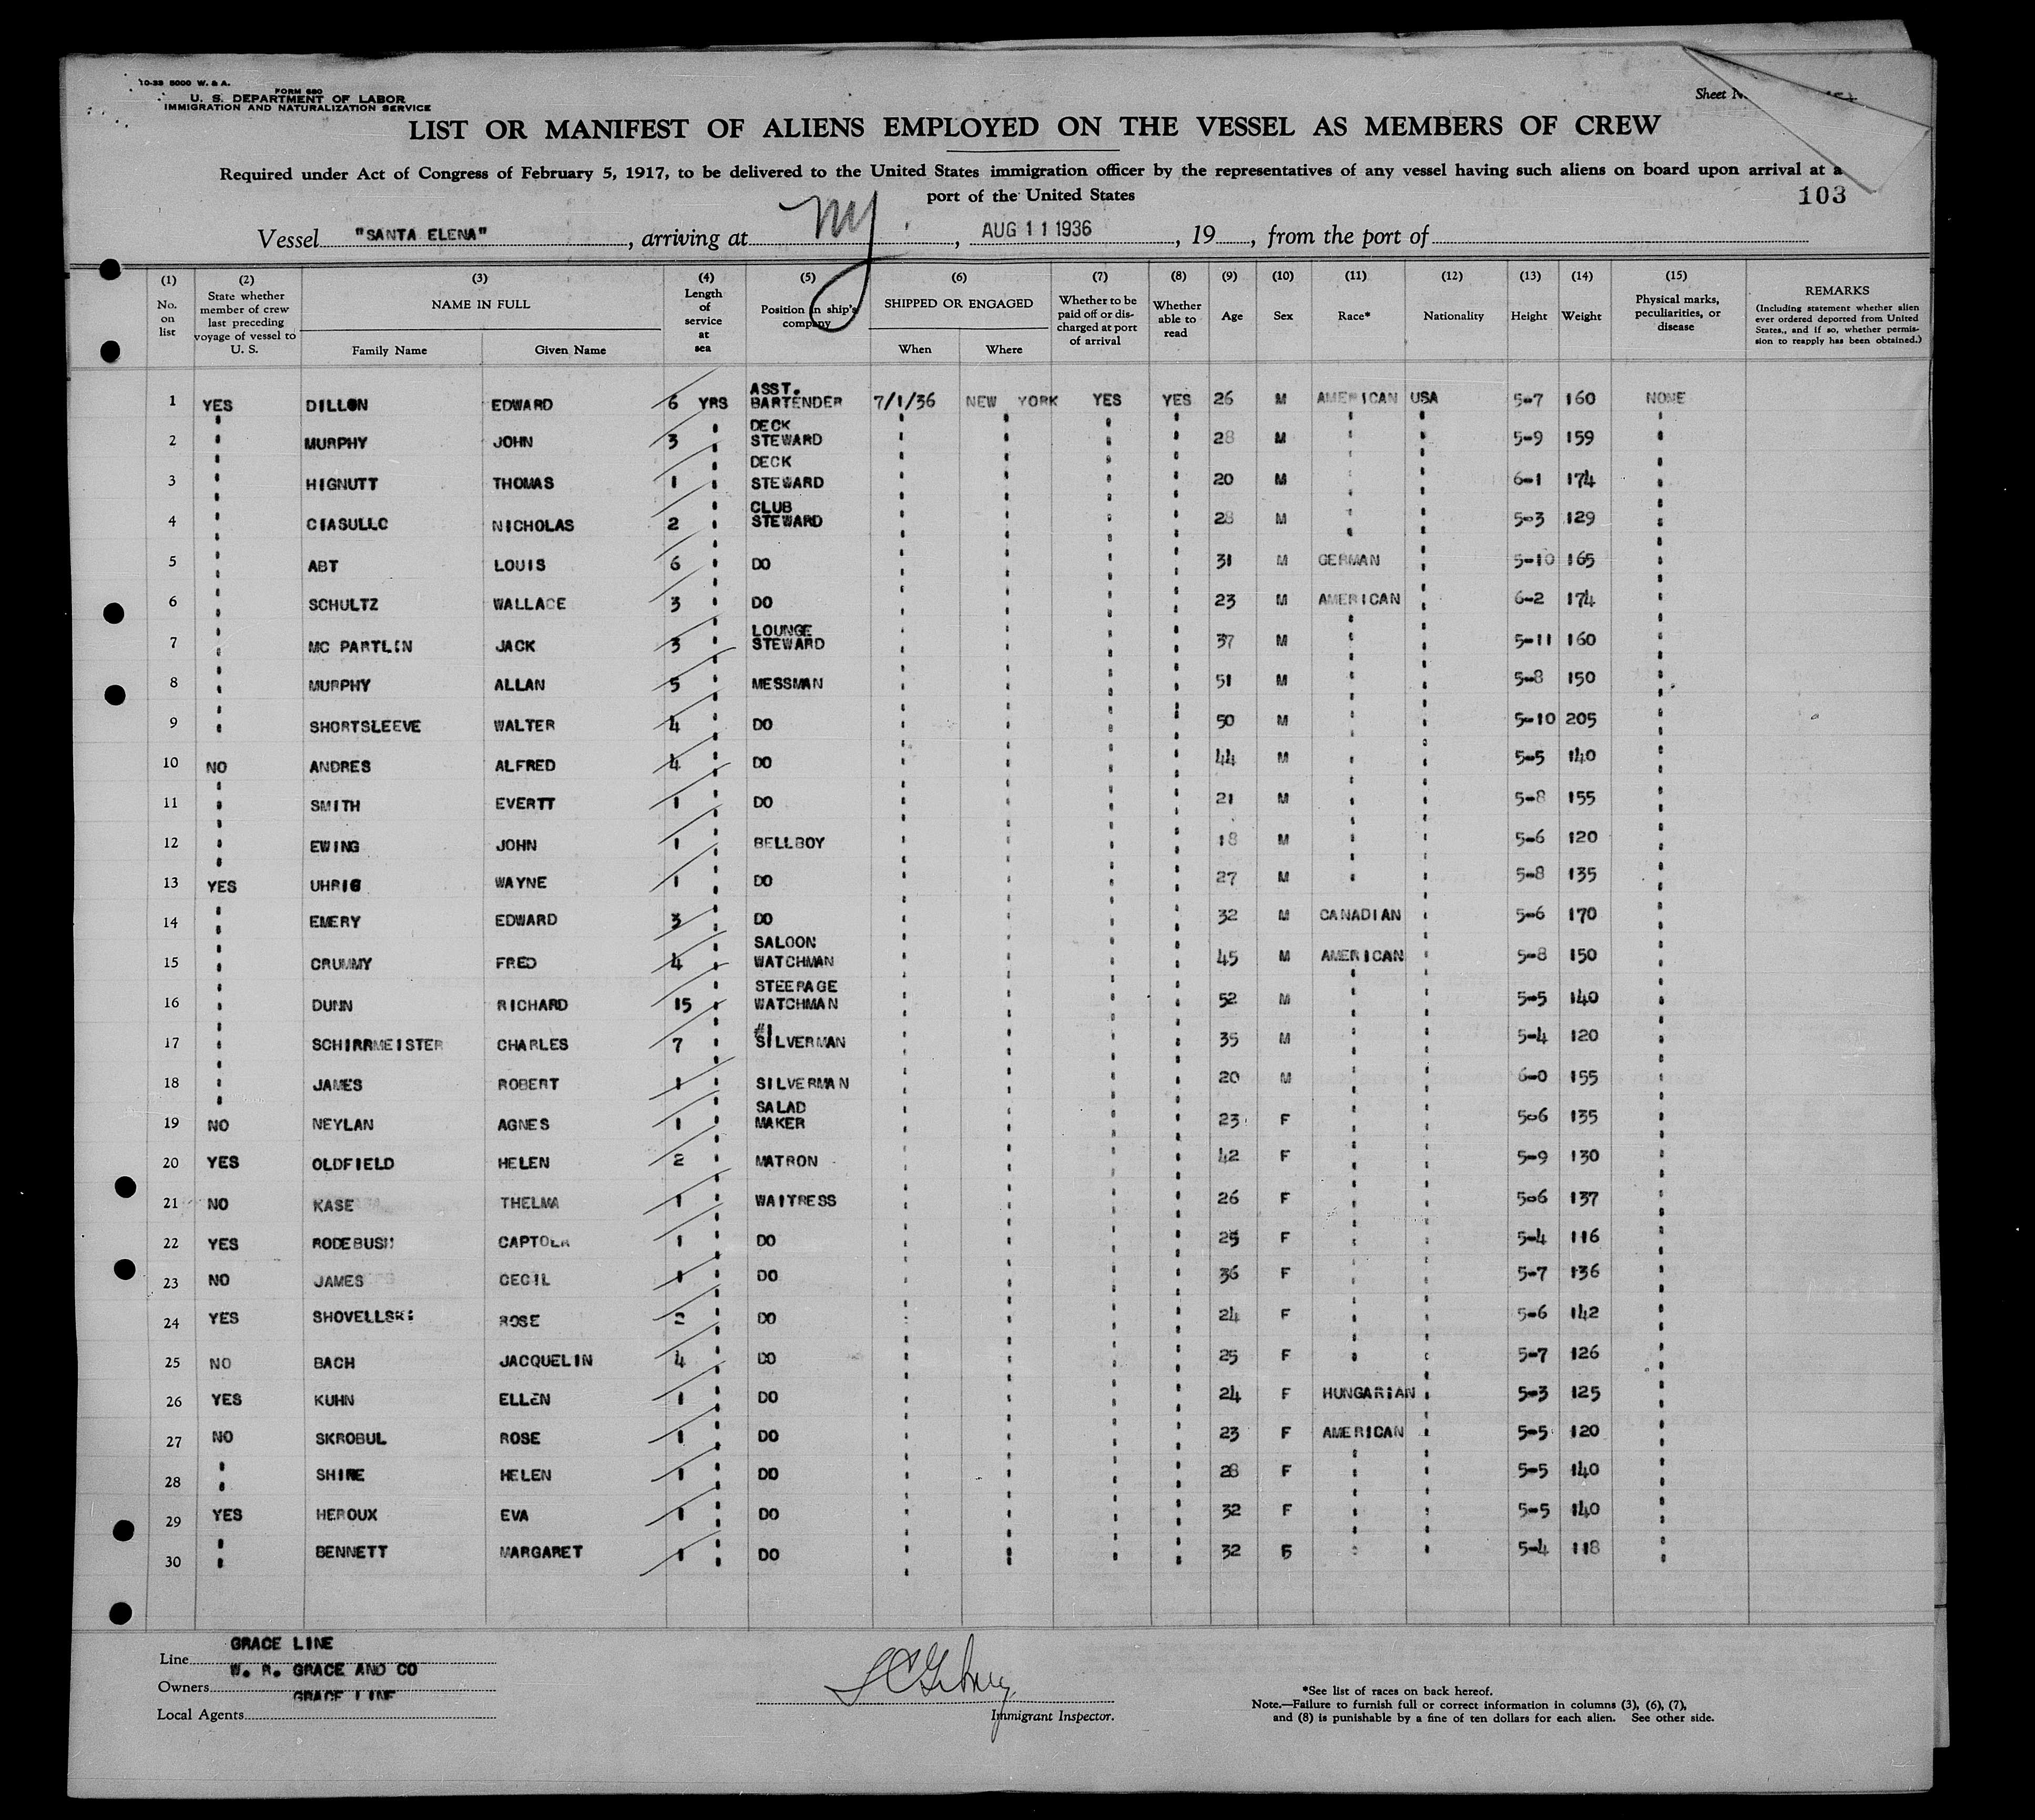 10-33 5000 W. & A.
FORM 680
U. S. DEPARTMENT OF LABOR
IMMIGRATION AND NATURALIZATION SERVICE
Sheet
LIST OR MANIFEST OF ALIENS EMPLOYED ON THE VESSEL AS MEMBERS OF CREW
Required under Act of Congress of February 5, 1917, to be delivered to the United States immigration officer by the representatives of any vessel having such aliens on board upon arrival at a
port of the United States
103
Vessel "SANTA ELENA", arriving at NY, AUG 11 1936, 19, from the port of
(1) No. on list (2) State whether member of crew last preceding voyage of vessel to U. S. (3) NAME IN FULL Family Name Given Name (4) Length of service at sea (5) Position in ship's company (6) SHIPPED OR ENGAGED When Where (7) Whether to be paid off or discharged at port of arrival (8) Whether able to read (9) Age (10) Sex (11) Race* (12) Nationality (13) Height (14) Weight (15) Physical marks, peculiarities, or disease REMARKS (Including statement whether alien ever ordered deported from United States, and if so, whether permission to reapply has been obtained.)
1 YES DILLON EDWARD 6 YRS ASST. BARTENDER 7/1/36 NEW YORK YES YES 26 M AMERICAN USA 5-7 160 NONE
2 " MURPHY JOHN 3 " DECK STEWARD " " " " 28 M " " 5-9 159 "
3 " HIGNUTT THOMAS 1 " DECK STEWARD " " " " 20 M " " 6-1 174 "
4 " CIASULLO NICHOLAS 2 " CLUB STEWARD " " " " 28 M " " 5-3 129 "
5 " ABT LOUIS 6 " DO " " " " 31 M GERMAN " 5-10 165 "
6 " SCHULTZ WALLACE 3 " DO " " " " 23 M AMERICAN " 6-2 174 "
7 " MC PARTLIN JACK 3 " LOUNGE STEWARD " " " " 37 M " " 5-11 160 "
8 " MURPHY ALLAN 5 " MESSMAN " " " " 51 M " " 5-8 150 "
9 " SHORTSLEEVE WALTER 4 " DO " " " " 50 M " " 5-10 205 "
10 NO ANDRES ALFRED 4 " DO " " " " 44 M " " 5-5 140 "
11 " SMITH EVERTT 1 " DO " " " " 21 M " " 5-8 155 "
12 " EWING JOHN 1 " BELLBOY " " " " 18 M " " 5-6 120 "
13 YES UHRIG WAYNE 1 " DO " " " " 27 M " " 5-8 135 "
14 " EMERY EDWARD 3 " DO " " " " 32 M CANADIAN " 5-6 170 "
15 " CRUMMY FRED 4 " SALOON WATCHMAN " " " " 45 M AMERICAN " 5-8 150 "
16 " DUNN RICHARD 15 " STEERAGE WATCHMAN " " " " 52 M " " 5-5 140 "
17 " SCHIRRMEISTER CHARLES 7 " #1 SILVERMAN " " " " 35 M " " 5-4 120 "
18 " JAMES ROBERT 1 " SILVERMAN " " " " 20 M " " 6-0 155 "
19 NO NEYLAN AGNES 1 " SALAD MAKER " " " " 23 F " " 5-6 135 "
20 YES OLDFIELD HELEN 2 " MATRON " " " " 42 F " " 5-9 130 "
21 NO KASE THELMA 1 " WAITRESS " " " " 26 F " " 5-6 137 "
22 YES RODEBUSH CAPTOLA 1 " DO " " " " 25 F " " 5-4 116 "
23 NO JAMES CECIL 1 " DO " " " " 36 F " " 5-7 136 "
24 YES SHOVELLSKI ROSE 2 " DO " " " " 24 F " " 5-6 142 "
25 NO BACH JACQUELIN 4 " DO " " " " 25 F " " 5-7 126 "
26 YES KUHN ELLEN 1 " DO " " " " 24 F HUNGARIAN " 5-3 125 "
27 NO SKROBUL ROSE 1 " DO " " " " 23 F AMERICAN " 5-5 120 "
28 " SHIRE HELEN 1 " DO " " " " 28 F " " 5-5 140 "
29 YES HEROUX EVA 1 " DO " " " " 32 F " " 5-5 140 "
30 " BENNETT MARGARET 1 " DO " " " " 32 5 " " 5-4 118 "
Line GRACE LINE
Owners W. R. GRACE AND CO
Local Agents GRACE LINE
Immigrant Inspector.
*See list of races on back hereof.
Note.—Failure to furnish full or correct information in columns (3), (6), (7),
and (8) is punishable by a fine of ten dollars for each alien. See other side.